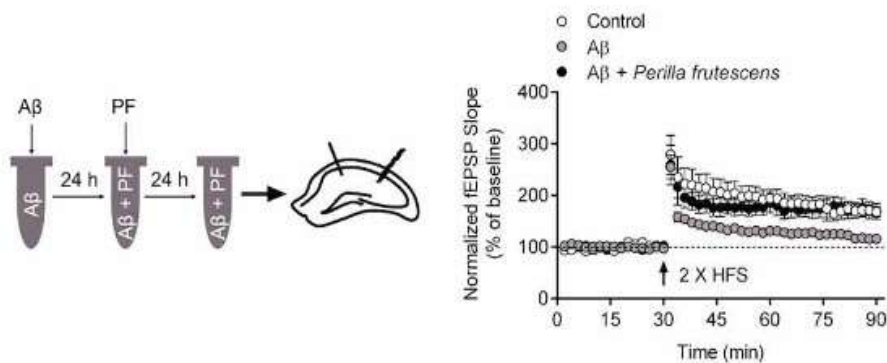 Aβ
PF
24 h
24 h
Aβ
Aβ + PF
Aβ + PF
Control
Aβ
Aβ + Perilla frutescens
Normalized fEPSP Slope
(% of baseline)
400
300
200
100
0
2 X HFS
0
15
30
45
60
75
90
Time (min)